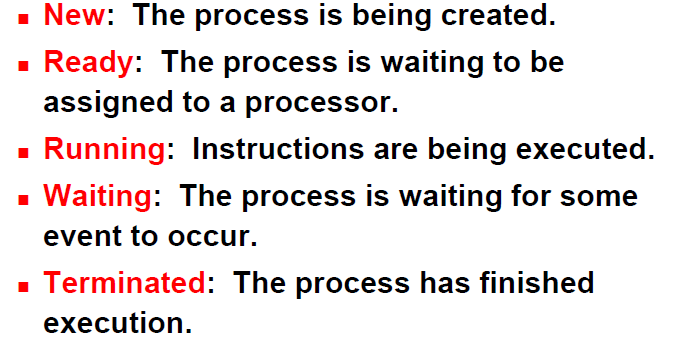 ▪ New:  The process is being created.
▪ Ready:  The process is waiting to be
assigned to a processor.
▪ Running:  Instructions are being executed.
▪ Waiting:  The process is waiting for some
event to occur.
▪ Terminated:  The process has finished
execution.